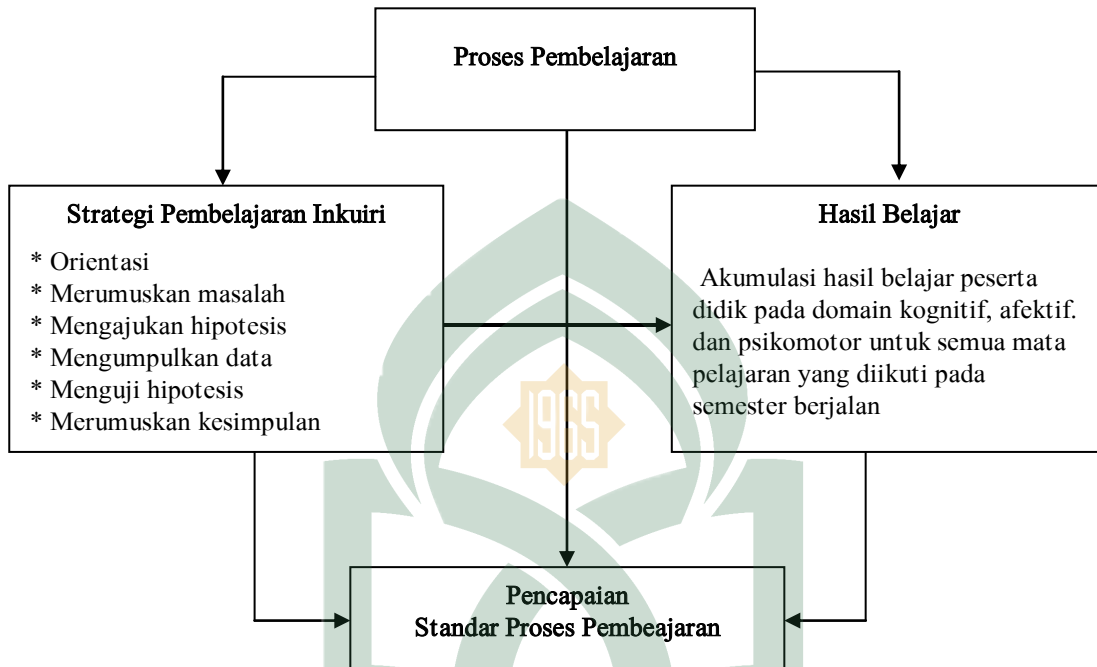 Proses Pembelajaran
Strategi Pembelajaran Inkuiri
* Orientasi
* Merumuskan masalah
* Mengajukan hipotesis
* Mengumpulkan data
* Menguji hipotesis
* Merumuskan kesimpulan
Hasil Belajar
Akumulasi hasil belajar peserta
didik pada domain kognitif, afektif.
dan psikomotor untuk semua mata
pelajaran yang diikuti pada
semester berjalan
1965
Pencapaian
Standar Proses Pembeajaran